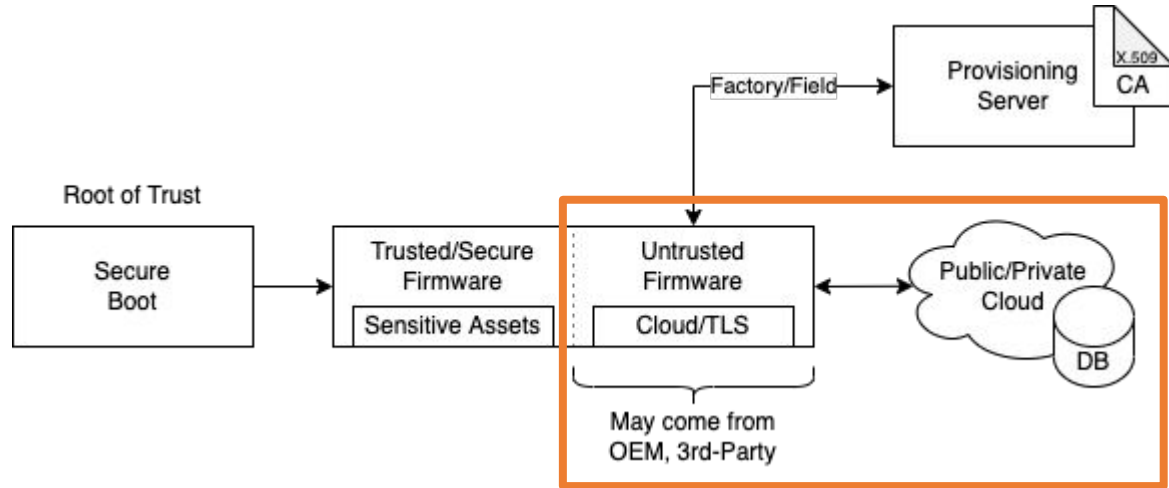 X.509
CA
Provisioning
Server
Factory/Field
Root of Trust
Secure
Boot
Trusted/Secure
Firmware
Sensitive Assets
Untrusted
Firmware
Cloud/TLS
Public/Private
Cloud
DB
May come from
OEM, 3rd-Party